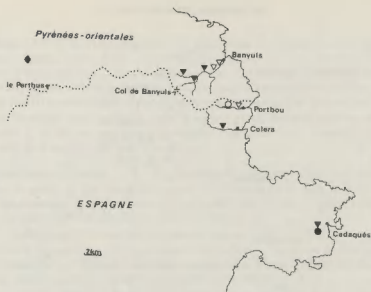 Pyrénées-orientales
Banyuls
le Perthus
Col de Banyuls
Portbou
Colera
ESPAGNE
2km
Cadaqués